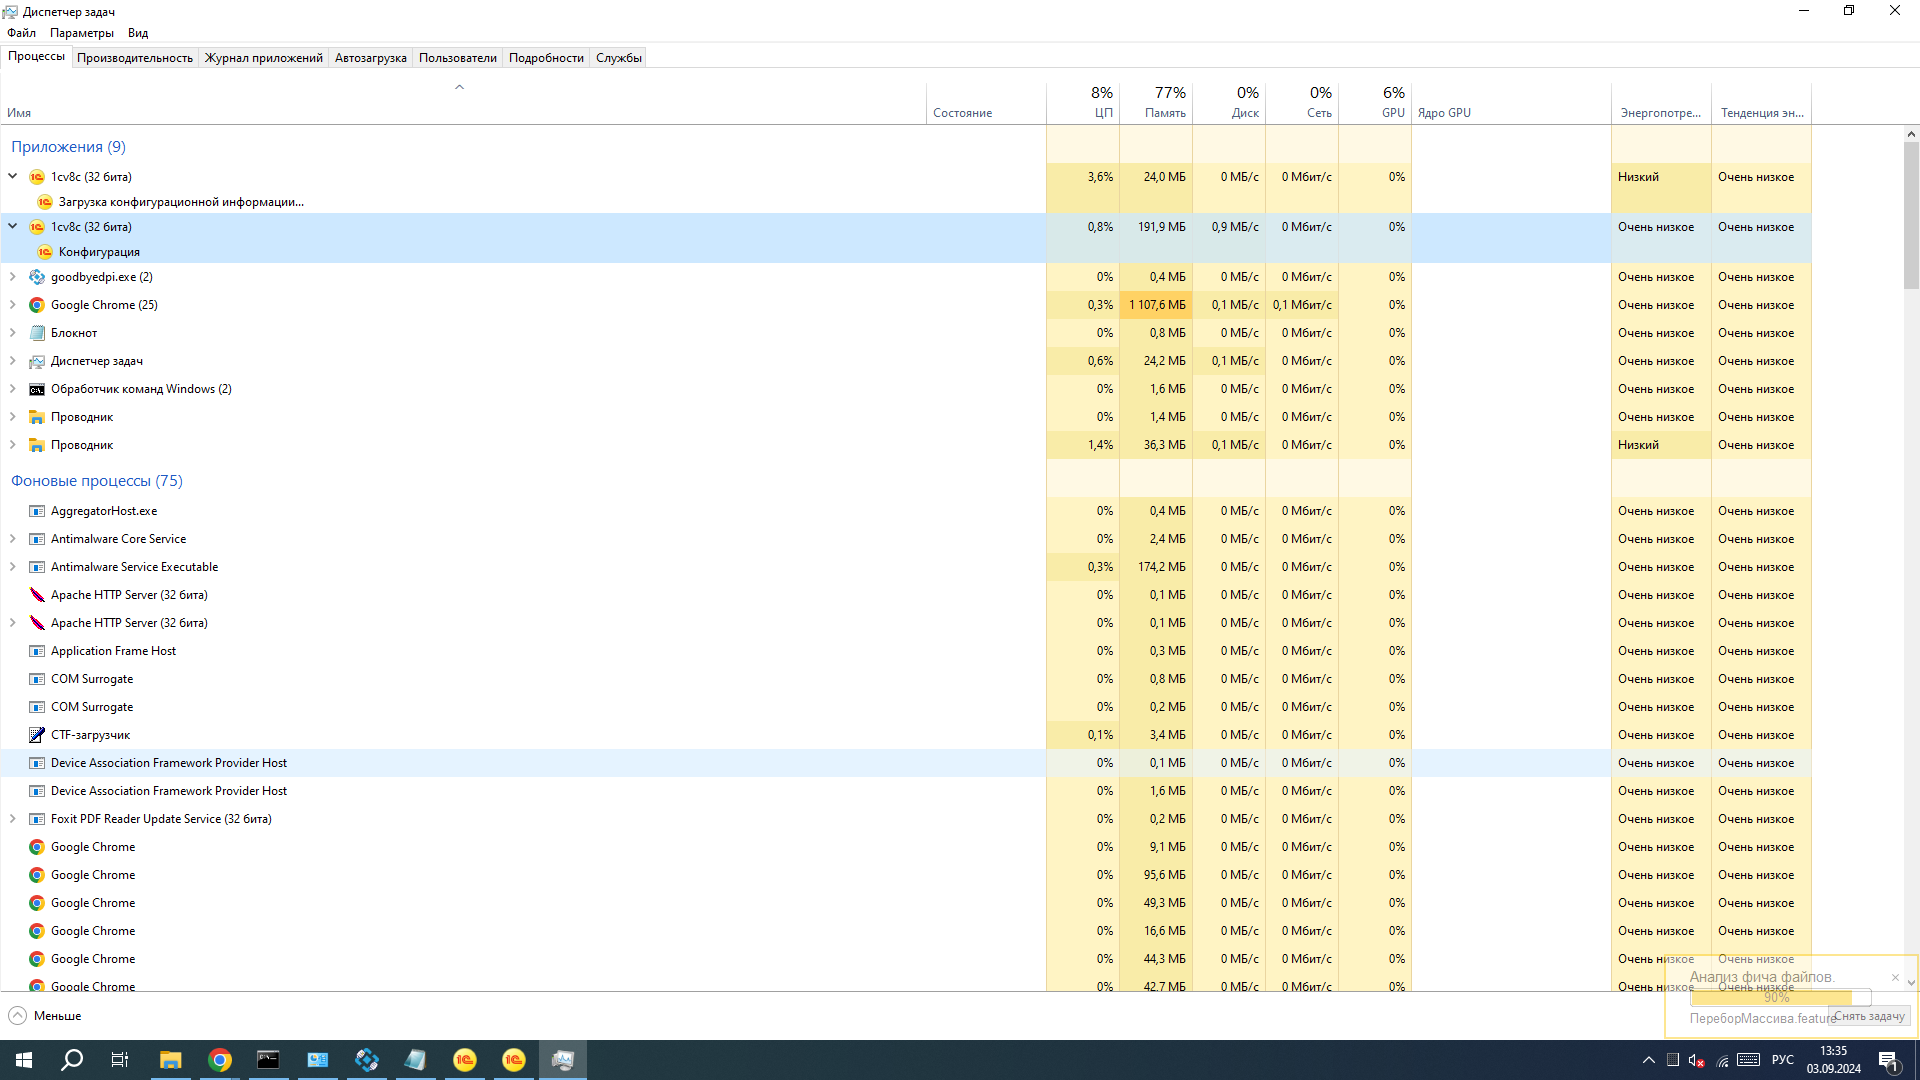 Диспетчер задач
Файл Параметры Вид
Процессы Производительность Журнал приложений Автозагрузка Пользователи Подробности Службы
8% 77% 0% 0% 6%
Имя Состояние ЦП Память Диск Сеть GPU Ядро GPU Энергопотре... Тенденция эн...
Приложения (9)
1cv8c (32 бита) 3,6% 24,0 МБ 0 МБ/с 0 Мбит/с 0% Низкий Очень низкое
1С Загрузка конфигурационной информации...
1cv8c (32 бита) 0,8% 191,9 МБ 0,9 МБ/с 0 Мбит/с 0% Очень низкое Очень низкое
1С Конфигурация
goodbyedpi.exe (2) 0% 0,4 МБ 0 МБ/с 0 Мбит/с 0% Очень низкое Очень низкое
Google Chrome (25) 0,3% 1 107,6 МБ 0,1 МБ/с 0,1 Мбит/с 0% Очень низкое Очень низкое
Блокнот 0% 0,8 МБ 0 МБ/с 0 Мбит/с 0% Очень низкое Очень низкое
Диспетчер задач 0,6% 24,2 МБ 0,1 МБ/с 0 Мбит/с 0% Очень низкое Очень низкое
Обработчик команд Windows (2) 0% 1,6 МБ 0 МБ/с 0 Мбит/с 0% Очень низкое Очень низкое
Проводник 0% 1,4 МБ 0 МБ/с 0 Мбит/с 0% Очень низкое Очень низкое
Проводник 1,4% 36,3 МБ 0,1 МБ/с 0 Мбит/с 0% Низкий Очень низкое
Фоновые процессы (75)
AggregatorHost.exe 0% 0,4 МБ 0 МБ/с 0 Мбит/с 0% Очень низкое Очень низкое
Antimalware Core Service 0% 2,4 МБ 0 МБ/с 0 Мбит/с 0% Очень низкое Очень низкое
Antimalware Service Executable 0,3% 174,2 МБ 0 МБ/с 0 Мбит/с 0% Очень низкое Очень низкое
Apache HTTP Server (32 бита) 0% 0,1 МБ 0 МБ/с 0 Мбит/с 0% Очень низкое Очень низкое
Apache HTTP Server (32 бита) 0% 0,1 МБ 0 МБ/с 0 Мбит/с 0% Очень низкое Очень низкое
Application Frame Host 0% 0,3 МБ 0 МБ/с 0 Мбит/с 0% Очень низкое Очень низкое
COM Surrogate 0% 0,8 МБ 0 МБ/с 0 Мбит/с 0% Очень низкое Очень низкое
COM Surrogate 0% 0,2 МБ 0 МБ/с 0 Мбит/с 0% Очень низкое Очень низкое
CTF-загрузчик 0,1% 3,4 МБ 0 МБ/с 0 Мбит/с 0% Очень низкое Очень низкое
Device Association Framework Provider Host 0% 0,1 МБ 0 МБ/с 0 Мбит/с 0% Очень низкое Очень низкое
Device Association Framework Provider Host 0% 1,6 МБ 0 МБ/с 0 Мбит/с 0% Очень низкое Очень низкое
Foxit PDF Reader Update Service (32 бита) 0% 0,2 МБ 0 МБ/с 0 Мбит/с 0% Очень низкое Очень низкое
Google Chrome 0% 9,1 МБ 0 МБ/с 0 Мбит/с 0% Очень низкое Очень низкое
Google Chrome 0% 95,6 МБ 0 МБ/с 0 Мбит/с 0% Очень низкое Очень низкое
Google Chrome 0% 49,3 МБ 0 МБ/с 0 Мбит/с 0% Очень низкое Очень низкое
Google Chrome 0% 16,6 МБ 0 МБ/с 0 Мбит/с 0% Очень низкое Очень низкое
Google Chrome 0% 44,3 МБ 0 МБ/с 0 Мбит/с 0% Очень низкое Очень низкое
Google Chrome 0% 42,7 МБ 0 МБ/с 0 Мбит/с 0% Очень низкое Очень низкое
Анализ фича файлов.
90%
ПереборМассива.feature Снять задачу
Меньше
РУС 13:35
03.09.2024
1